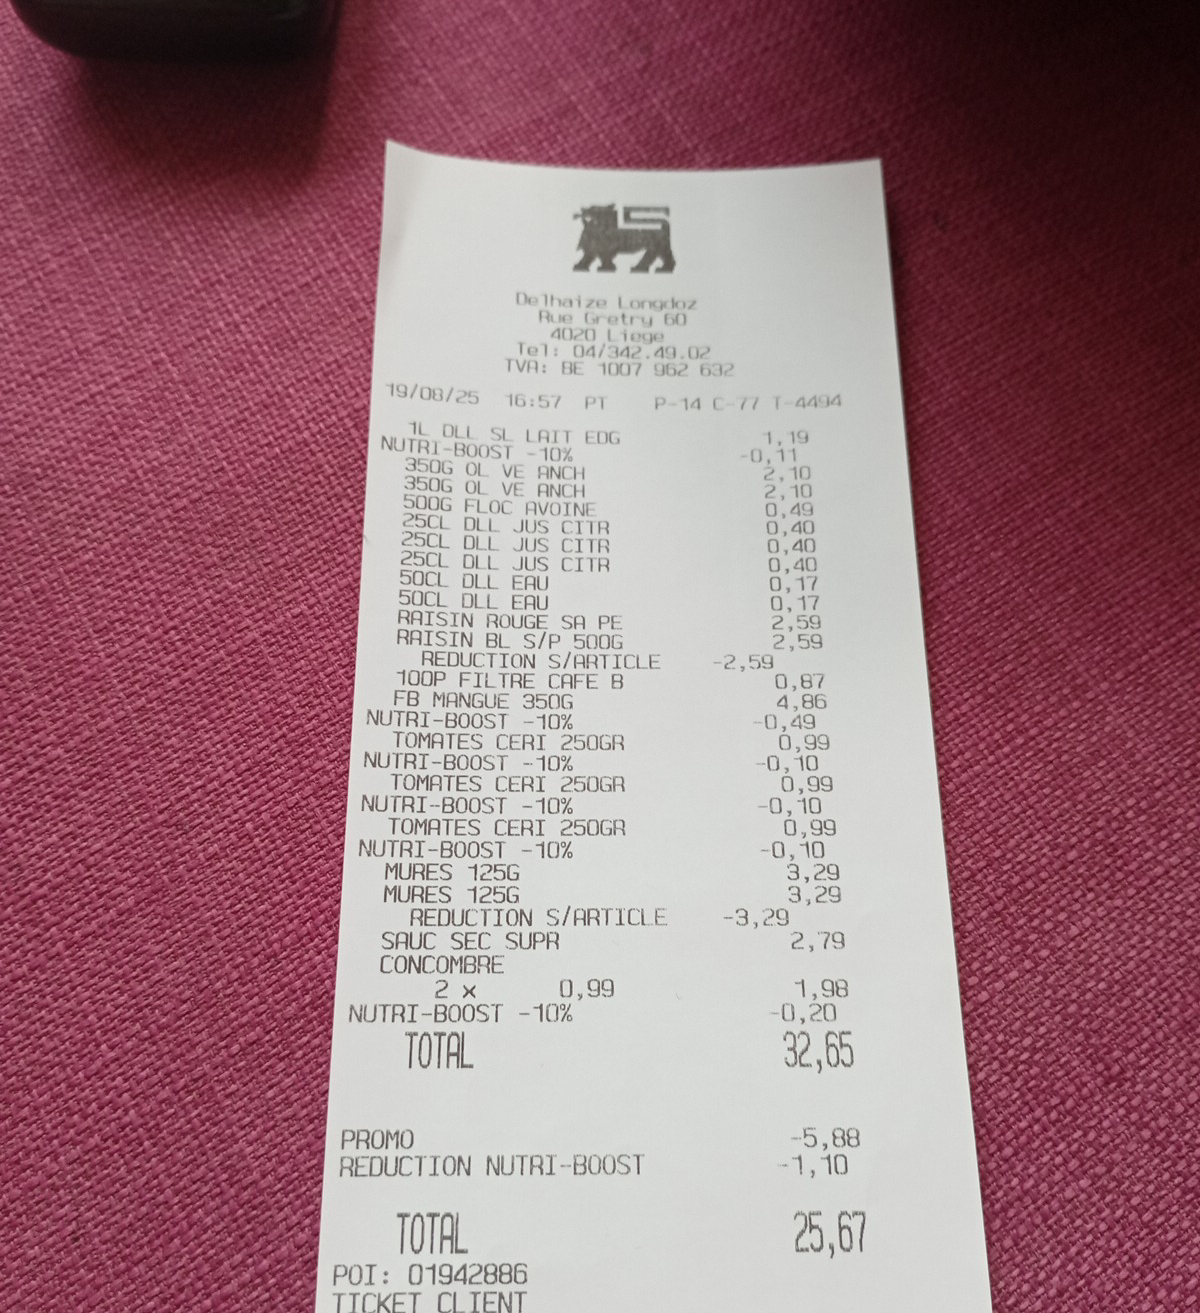 Delhaize Longdoz
Rue Gretry 60
4020 Liege
Tel: 04/342.49.02
TVA: BE 1007 962 632
19/08/25 16:57 PT P-14 C-77 T-4494
1L DLL SL LAIT EDG 1,19
NUTRI-BOOST -10% -0,11
350G OL VE ANCH 2,10
350G OL VE ANCH 2,10
500G FLOC AVOINE 0,49
25CL DLL JUS CITR 0,40
25CL DLL JUS CITR 0,40
25CL DLL JUS CITR 0,40
50CL DLL EAU 0,17
50CL DLL EAU 0,17
RAISIN ROUGE SA PE 2,59
RAISIN BL S/P 500G 2,59
REDUCTION S/ARTICLE -2,59
100P FILTRE CAFE B 0,87
FB MANGUE 350G 4,86
NUTRI-BOOST -10% -0,49
TOMATES CERI 250GR 0,99
NUTRI-BOOST -10% -0,10
TOMATES CERI 250GR 0,99
NUTRI-BOOST -10% -0,10
TOMATES CERI 250GR 0,99
NUTRI-BOOST -10% -0,10
MURES 125G 3,29
MURES 125G 3,29
REDUCTION S/ARTICLE -3,29
SAUC SEC SUPR 2,79
CONCOMBRE
2 x 0,99 1,98
NUTRI-BOOST -10% -0,20
TOTAL 32,65
PROMO -5,88
REDUCTION NUTRI-BOOST -1,10
TOTAL 25,67
POI: 01942886
TICKET CLIENT